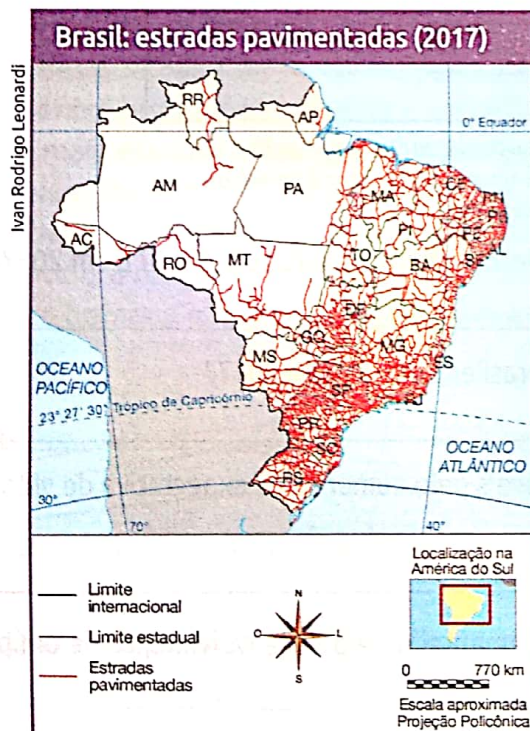 Brasil: estradas pavimentadas (2017)
Ivan Rodrigo Leonardi
RR
AP
0° Equador
AM
PA
MA
CE
RN
PB
PI
PE
AC
TO
AL
SE
RO
MT
BA
DF
GO
MG
ES
MS
SP
RJ
OCEANO
PACÍFICO
23° 27' 30" Trópico de Capricórnio
PR
SC
OCEANO
ATLÂNTICO
RS
30°
70°
40°
Limite
internacional
Limite estadual
Estradas
pavimentadas
N
O
L
S
Localização na
América do Sul
0 770 km
Escala aproximada
Projeção Policônica